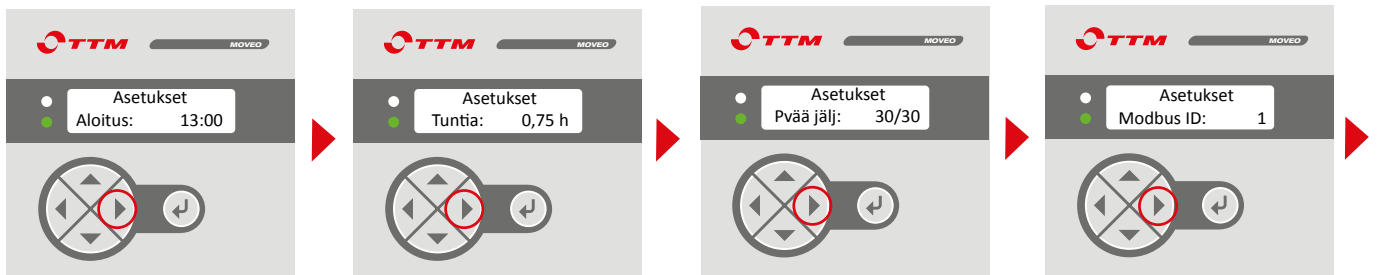 TTM MOVEO
Asetukset
Aloitus: 13:00
TTM MOVEO
Asetukset
Tuntia: 0,75 h
TTM MOVEO
Asetukset
Pvää jälj: 30/30
TTM MOVEO
Asetukset
Modbus ID: 1